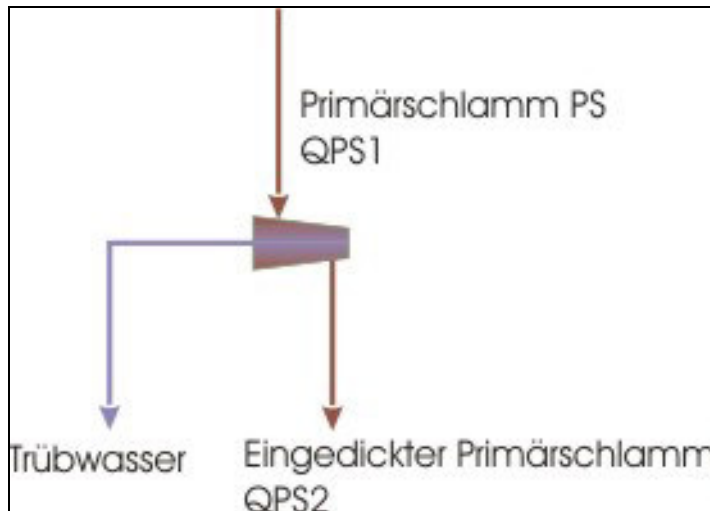 Primärschlamm PS
QPS1
Trübwasser
Eingedickter Primärschlamm
QPS2